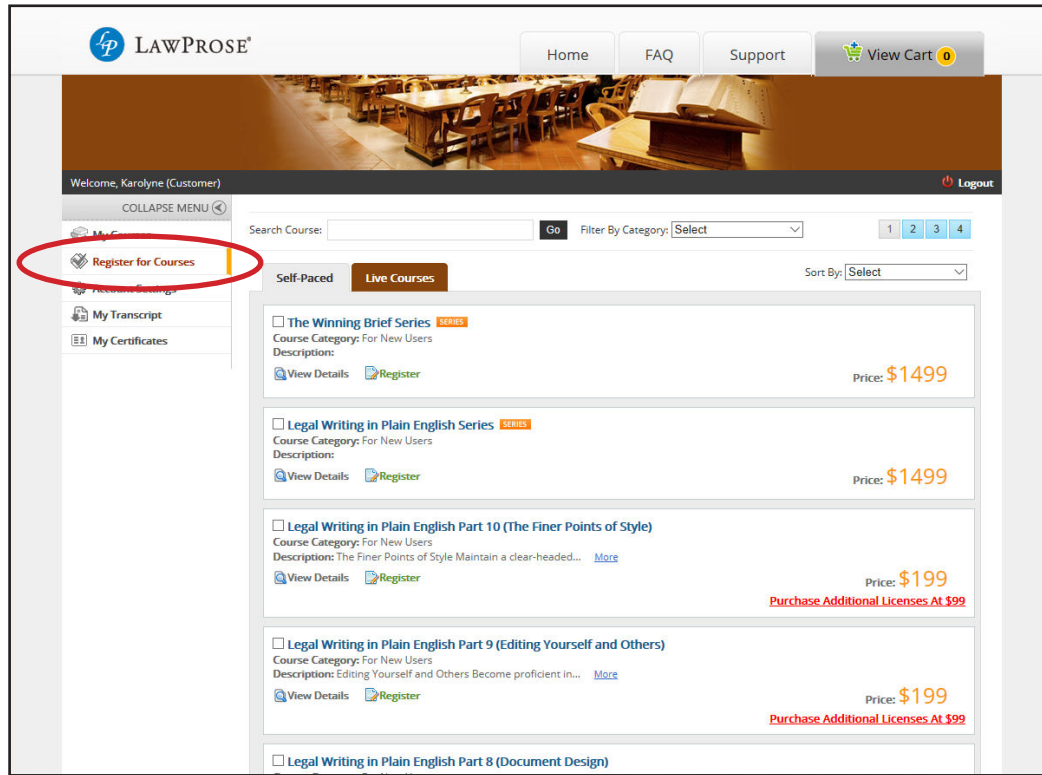 LP LAWPROSE®
Home FAQ Support View Cart 0
Welcome, Karolyne (Customer) Logout
COLLAPSE MENU
My Courses
Register for Courses
Account Settings
My Transcript
My Certificates
Search Course: Go Filter By Category: Select 1 2 3 4
Self-Paced Live Courses Sort By: Select
The Winning Brief Series SERIES
Course Category: For New Users
Description:
View Details Register Price: $1499
Legal Writing in Plain English Series SERIES
Course Category: For New Users
Description:
View Details Register Price: $1499
Legal Writing in Plain English Part 10 (The Finer Points of Style)
Course Category: For New Users
Description: The Finer Points of Style Maintain a clear-headed... More
View Details Register Price: $199
Purchase Additional Licenses At $99
Legal Writing in Plain English Part 9 (Editing Yourself and Others)
Course Category: For New Users
Description: Editing Yourself and Others Become proficient in... More
View Details Register Price: $199
Purchase Additional Licenses At $99
Legal Writing in Plain English Part 8 (Document Design)